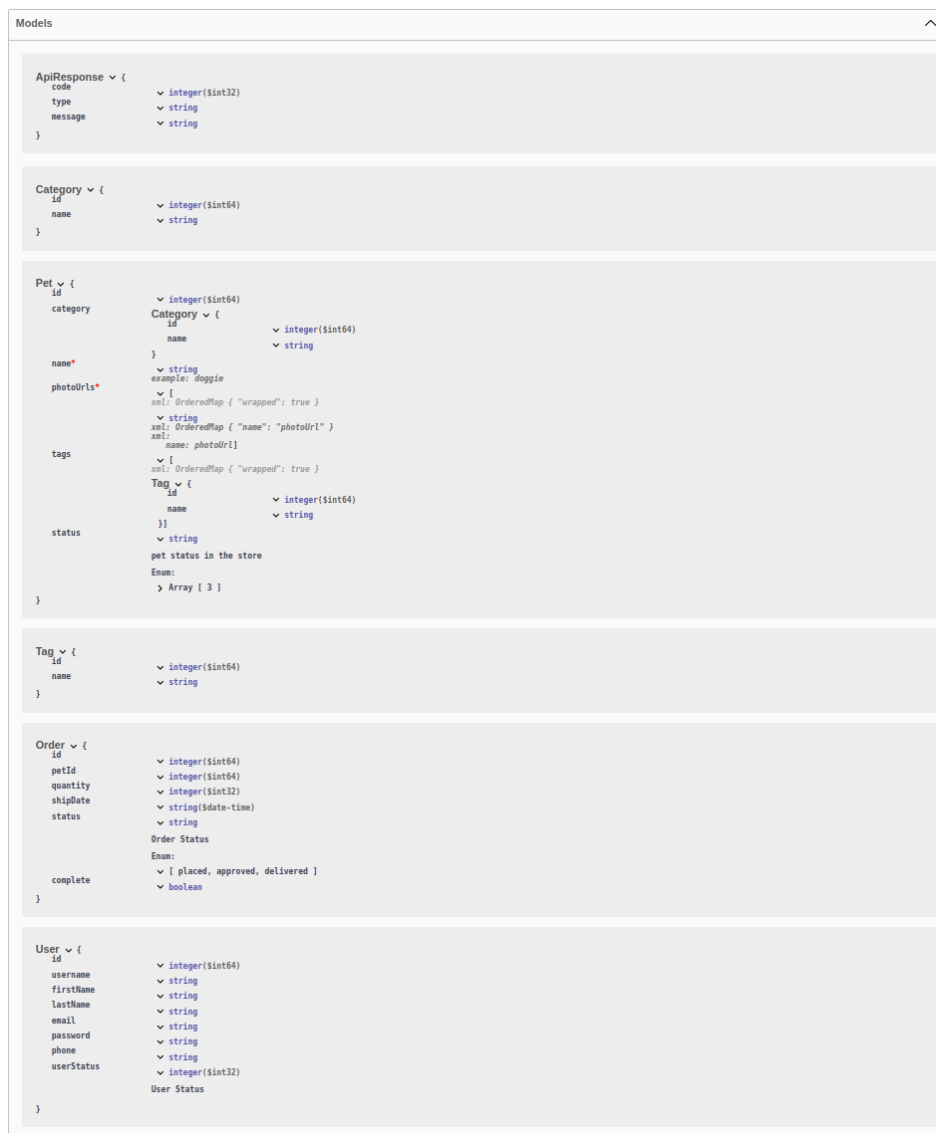 Models
ApiResponse {
code integer($int32)
type string
message string
}
Category {
id integer($int64)
name string
}
Pet {
id integer($int64)
category Category {
id integer($int64)
name string
}
name* string
example: doggie
photoUrls* [
xml: OrderedMap { "wrapped": true }
string
xml: OrderedMap { "name": "photoUrl" }
xml:
name: photoUrl]
tags [
xml: OrderedMap { "wrapped": true }
Tag {
id integer($int64)
name string
}]
status string
pet status in the store
Enum:
Array [ 3 ]
}
Tag {
id integer($int64)
name string
}
Order {
id integer($int64)
petId integer($int64)
quantity integer($int32)
shipDate string($date-time)
status string
Order Status
Enum:
[ placed, approved, delivered ]
complete boolean
}
User {
id integer($int64)
username string
firstName string
lastName string
email string
password string
phone string
userStatus integer($int32)
User Status
}